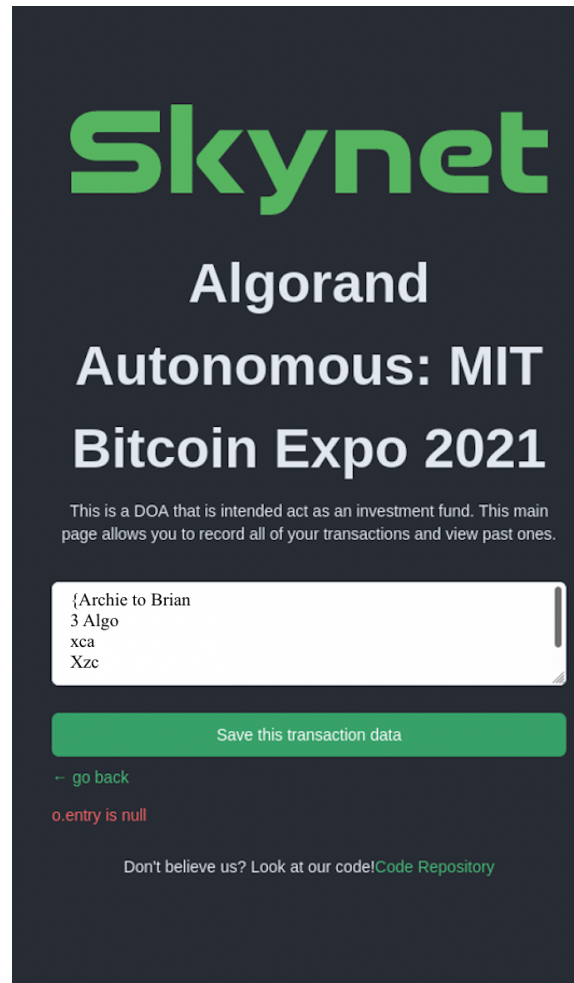 Skynet
Algorand
Autonomous: MIT
Bitcoin Expo 2021
This is a DOA that is intended act as an investment fund. This main
page allows you to record all of your transactions and view past ones.
{Archie to Brian
3 Algo
xca
Xzc
Save this transaction data
← go back
o.entry is null
Don't believe us? Look at our code!Code Repository